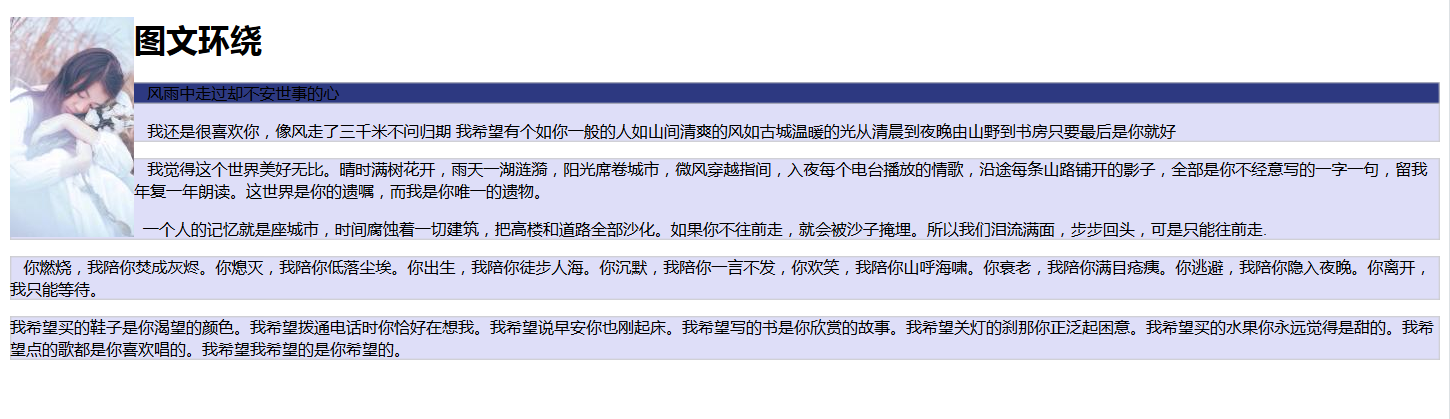 图文环绕
风雨中走过却不安世事的心
我还是很喜欢你，像风走了三千米不问归期 我希望有个如你一般的人如山间清爽的风如古城温暖的光从清晨到夜晚由山野到书房只要最后是你就好
我觉得这个世界美好无比。晴时满树花开，雨天一湖涟漪，阳光席卷城市，微风穿越指间，入夜每个电台播放的情歌，沿途每条山路铺开的影子，全部是你不经意写的一字一句，留我
年复一年朗读。这世界是你的遗嘱，而我是你唯一的遗物。
一个人的记忆就是座城市，时间腐蚀着一切建筑，把高楼和道路全部沙化。如果你不往前走，就会被沙子掩埋。所以我们泪流满面，步步回头，可是只能往前走.
你燃烧，我陪你焚成灰烬。你熄灭，我陪你低落尘埃。你出生，我陪你徒步人海。你沉默，我陪你一言不发，你欢笑，我陪你山呼海啸。你衰老，我陪你满目疮痍。你逃避，我陪你隐入夜晚。你离开，
我只能等待。
我希望买的鞋子是你渴望的颜色。我希望拨通电话时你恰好在想我。我希望说早安你也刚起床。我希望写的书是你欣赏的故事。我希望关灯的刹那你正泛起困意。我希望买的水果你永远觉得是甜的。我希
望点的歌都是你喜欢唱的。我希望我希望的是你希望的。